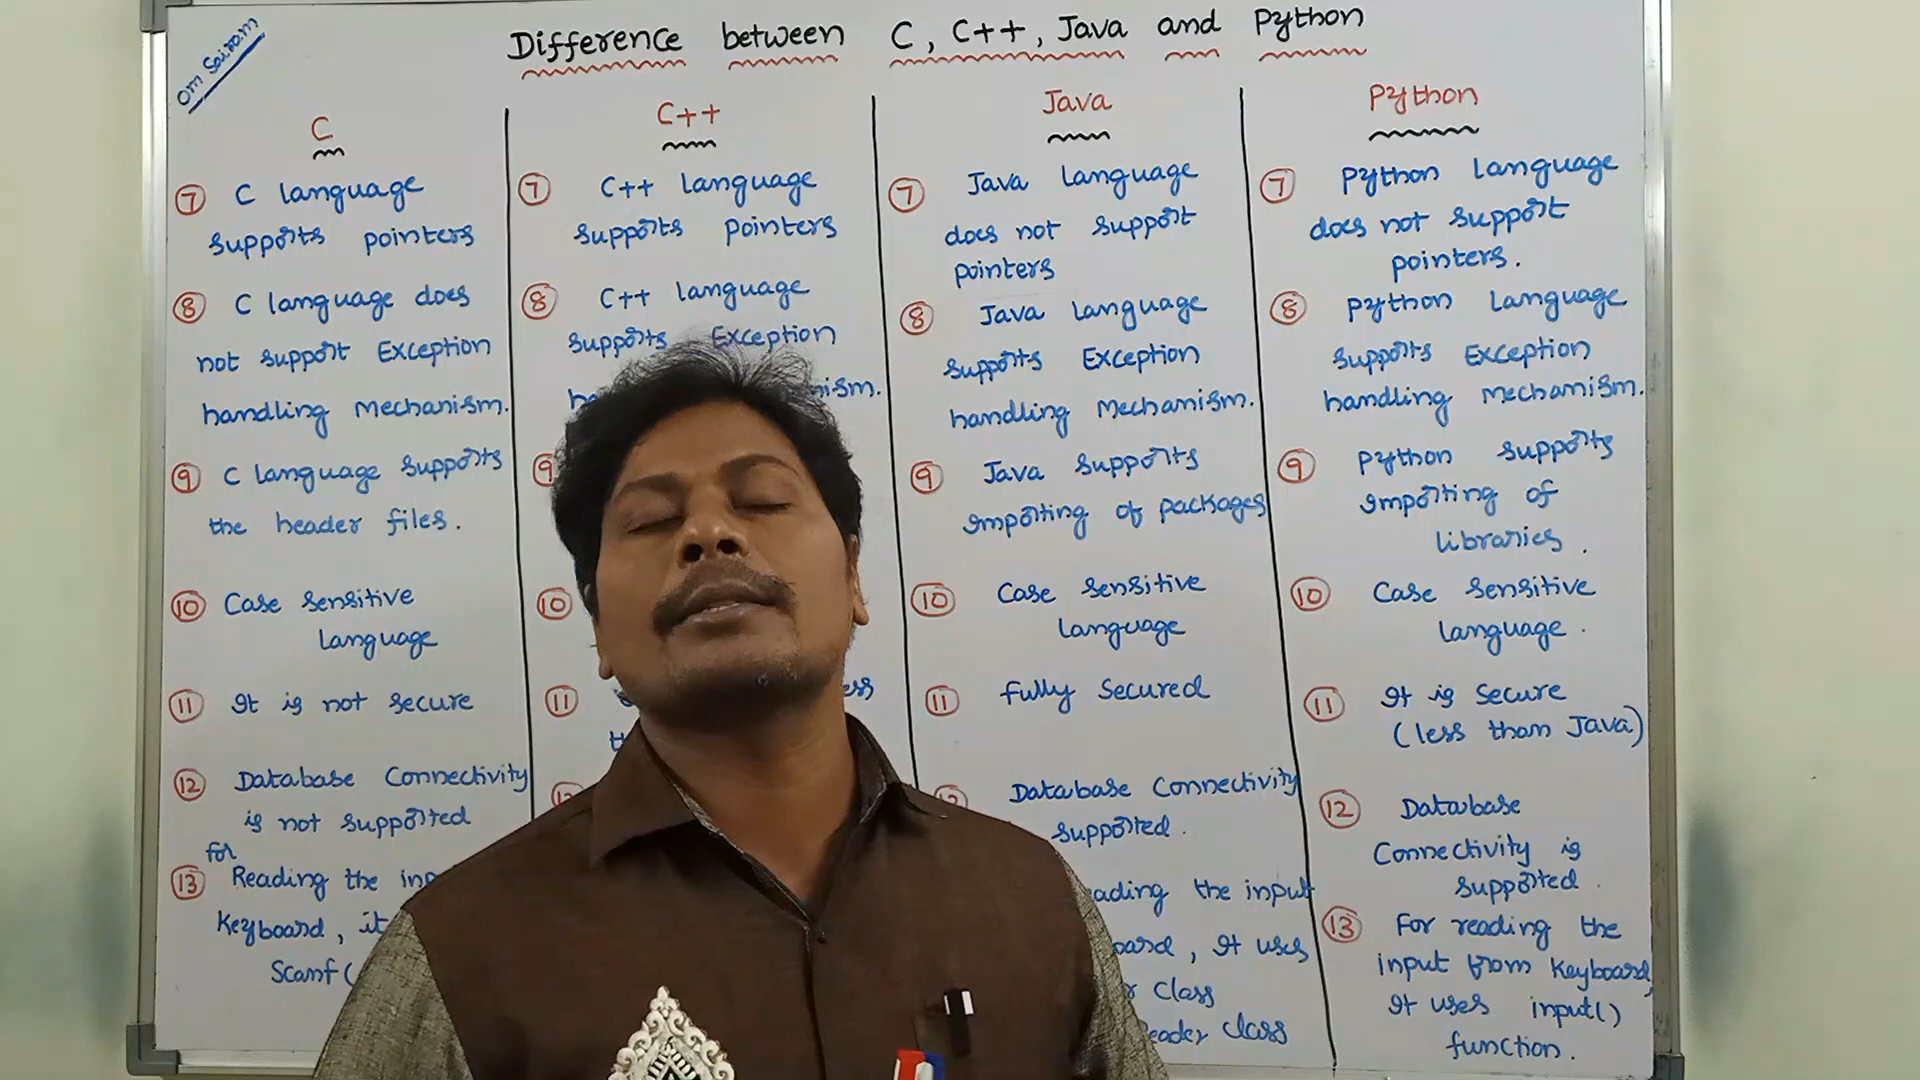 Om Sairam
Difference between C, C++, Java and Python
C
7 C language
supports pointers
8 C language does
not support Exception
handling Mechanism.
9 C language supports
the header files.
10 Case sensitive
language
11 It is not secure
12 Database Connectivity
is not supported
for
13 Reading the
Keyboard, it
Scanf(
C++
7 C++ language
supports pointers
8 C++ language
supports Exception
9
10
11
Java
7 Java language
does not support
pointers
8 Java language
supports Exception
handling Mechanism.
9 Java supports
importing of packages
10 Case sensitive
language
11 fully secured
12 Database Connectivity
supported.
the input
, It uses
class
class
Python
7 Python language
does not support
pointers.
8 Python language
supports Exception
handling Mechanism.
9 Python supports
importing of
libraries.
10 Case sensitive
language.
11 It is secure
(less than Java)
12 Database
Connectivity is
supported.
13 For reading the
input from Keyboard,
It uses input()
function.